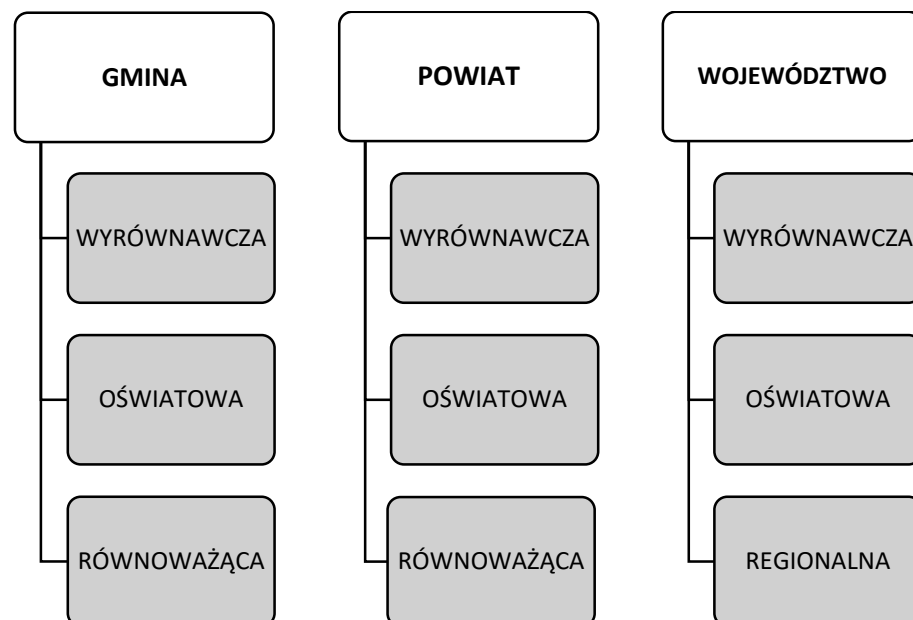 GMINA
WYRÓWNAWCZA
OŚWIATOWA
RÓWNOWAŻĄCA
POWIAT
WYRÓWNAWCZA
OŚWIATOWA
RÓWNOWAŻĄCA
WOJEWÓDZTWO
WYRÓWNAWCZA
OŚWIATOWA
REGIONALNA